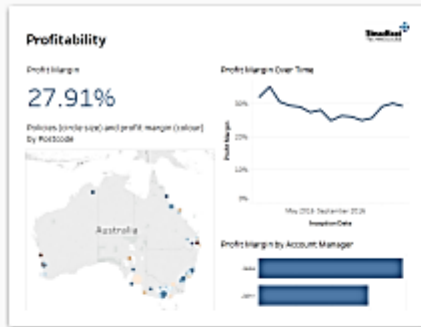 Profitability
Profit Margin
27.91%
Policies (circle size) and profit margin (colour)
by Postcode
Australia
Profit Margin Over Time
30%
20%
10%
0%
Profit Margin
May 2016 September 2016
Inception Date
Profit Margin by Account Manager